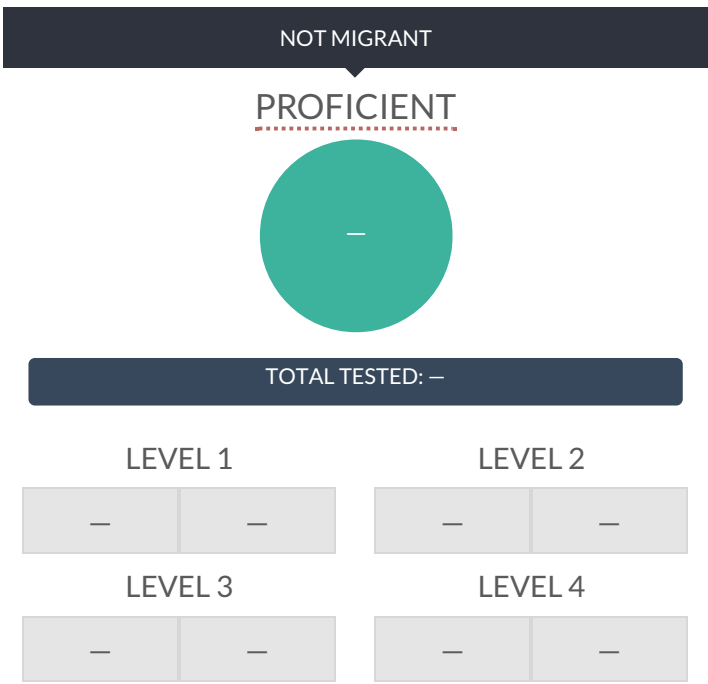 NOT MIGRANT
PROFICIENT
—
TOTAL TESTED: —
LEVEL 1 LEVEL 2
— — — —
LEVEL 3 LEVEL 4
— — — —